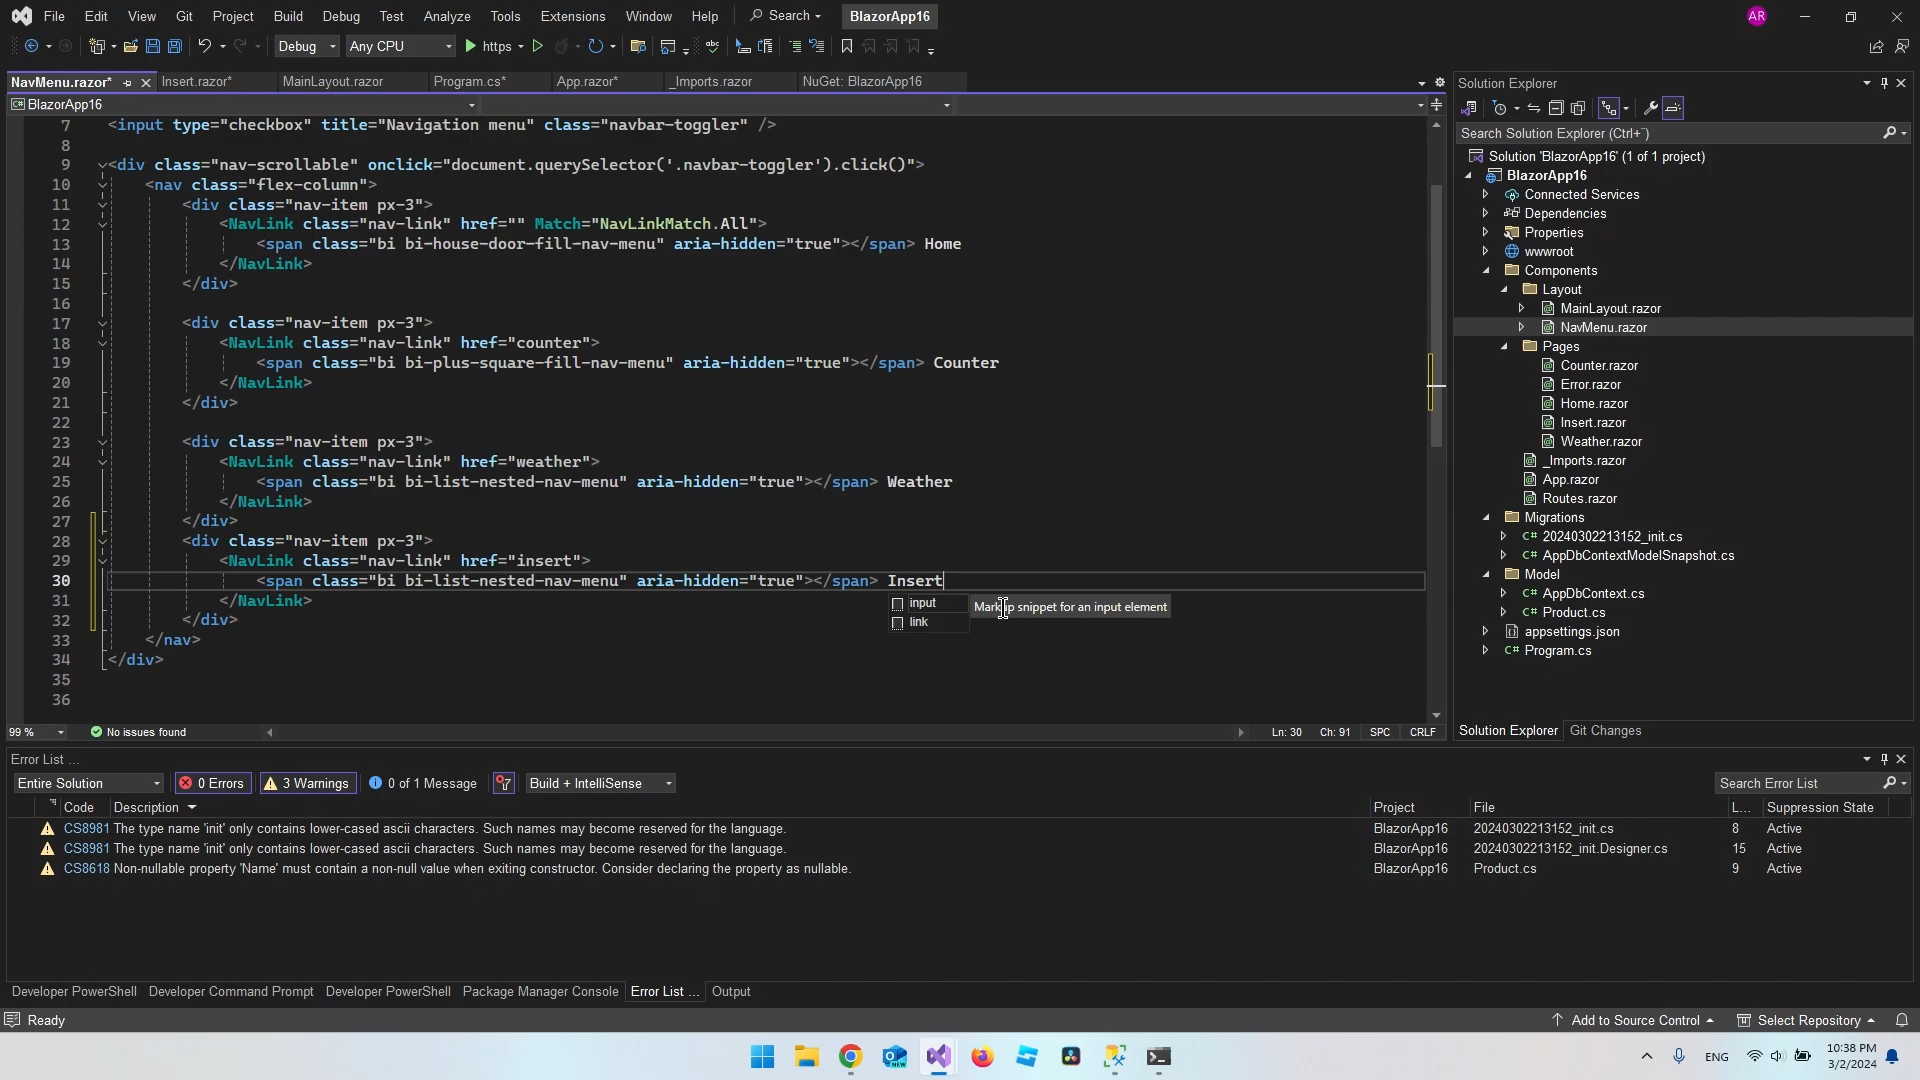 File Edit View Git Project Build Debug Test Analyze Tools Extensions Window Help Search BlazorApp16 AR
Debug Any CPU https
NavMenu.razor* Insert.razor* MainLayout.razor Program.cs* App.razor* _Imports.razor NuGet: BlazorApp16
BlazorApp16
7 <input type="checkbox" title="Navigation menu" class="navbar-toggler" />
8
9 <div class="nav-scrollable" onclick="document.querySelector('.navbar-toggler').click()">
10 <nav class="flex-column">
11 <div class="nav-item px-3">
12 <NavLink class="nav-link" href="" Match="NavLinkMatch.All">
13 <span class="bi bi-house-door-fill-nav-menu" aria-hidden="true"></span> Home
14 </NavLink>
15 </div>
16
17 <div class="nav-item px-3">
18 <NavLink class="nav-link" href="counter">
19 <span class="bi bi-plus-square-fill-nav-menu" aria-hidden="true"></span> Counter
20 </NavLink>
21 </div>
22
23 <div class="nav-item px-3">
24 <NavLink class="nav-link" href="weather">
25 <span class="bi bi-list-nested-nav-menu" aria-hidden="true"></span> Weather
26 </NavLink>
27 </div>
28 <div class="nav-item px-3">
29 <NavLink class="nav-link" href="insert">
30 <span class="bi bi-list-nested-nav-menu" aria-hidden="true"></span> Insert
31 </NavLink>
32 </div>
33 </nav>
34 </div>
35
36
input
link
Markup snippet for an input element
99 % No issues found Ln: 30 Ch: 91 SPC CRLF
Solution Explorer
Search Solution Explorer (Ctrl+¨)
Solution 'BlazorApp16' (1 of 1 project)
BlazorApp16
Connected Services
Dependencies
Properties
wwwroot
Components
Layout
MainLayout.razor
NavMenu.razor
Pages
Counter.razor
Error.razor
Home.razor
Insert.razor
Weather.razor
_Imports.razor
App.razor
Routes.razor
Migrations
C# 20240302213152_init.cs
C# AppDbContextModelSnapshot.cs
Model
C# AppDbContext.cs
C# Product.cs
appsettings.json
C# Program.cs
Solution Explorer Git Changes
Error List ...
Entire Solution 0 Errors 3 Warnings 0 of 1 Message Build + IntelliSense Search Error List
Code Description Project File L... Suppression State
CS8981 The type name 'init' only contains lower-cased ascii characters. Such names may become reserved for the language. BlazorApp16 20240302213152_init.cs 8 Active
CS8981 The type name 'init' only contains lower-cased ascii characters. Such names may become reserved for the language. BlazorApp16 20240302213152_init.Designer.cs 15 Active
CS8618 Non-nullable property 'Name' must contain a non-null value when exiting constructor. Consider declaring the property as nullable. BlazorApp16 Product.cs 9 Active
Developer PowerShell Developer Command Prompt Developer PowerShell Package Manager Console Error List ... Output
Ready Add to Source Control Select Repository
ENG 10:38 PM
3/2/2024